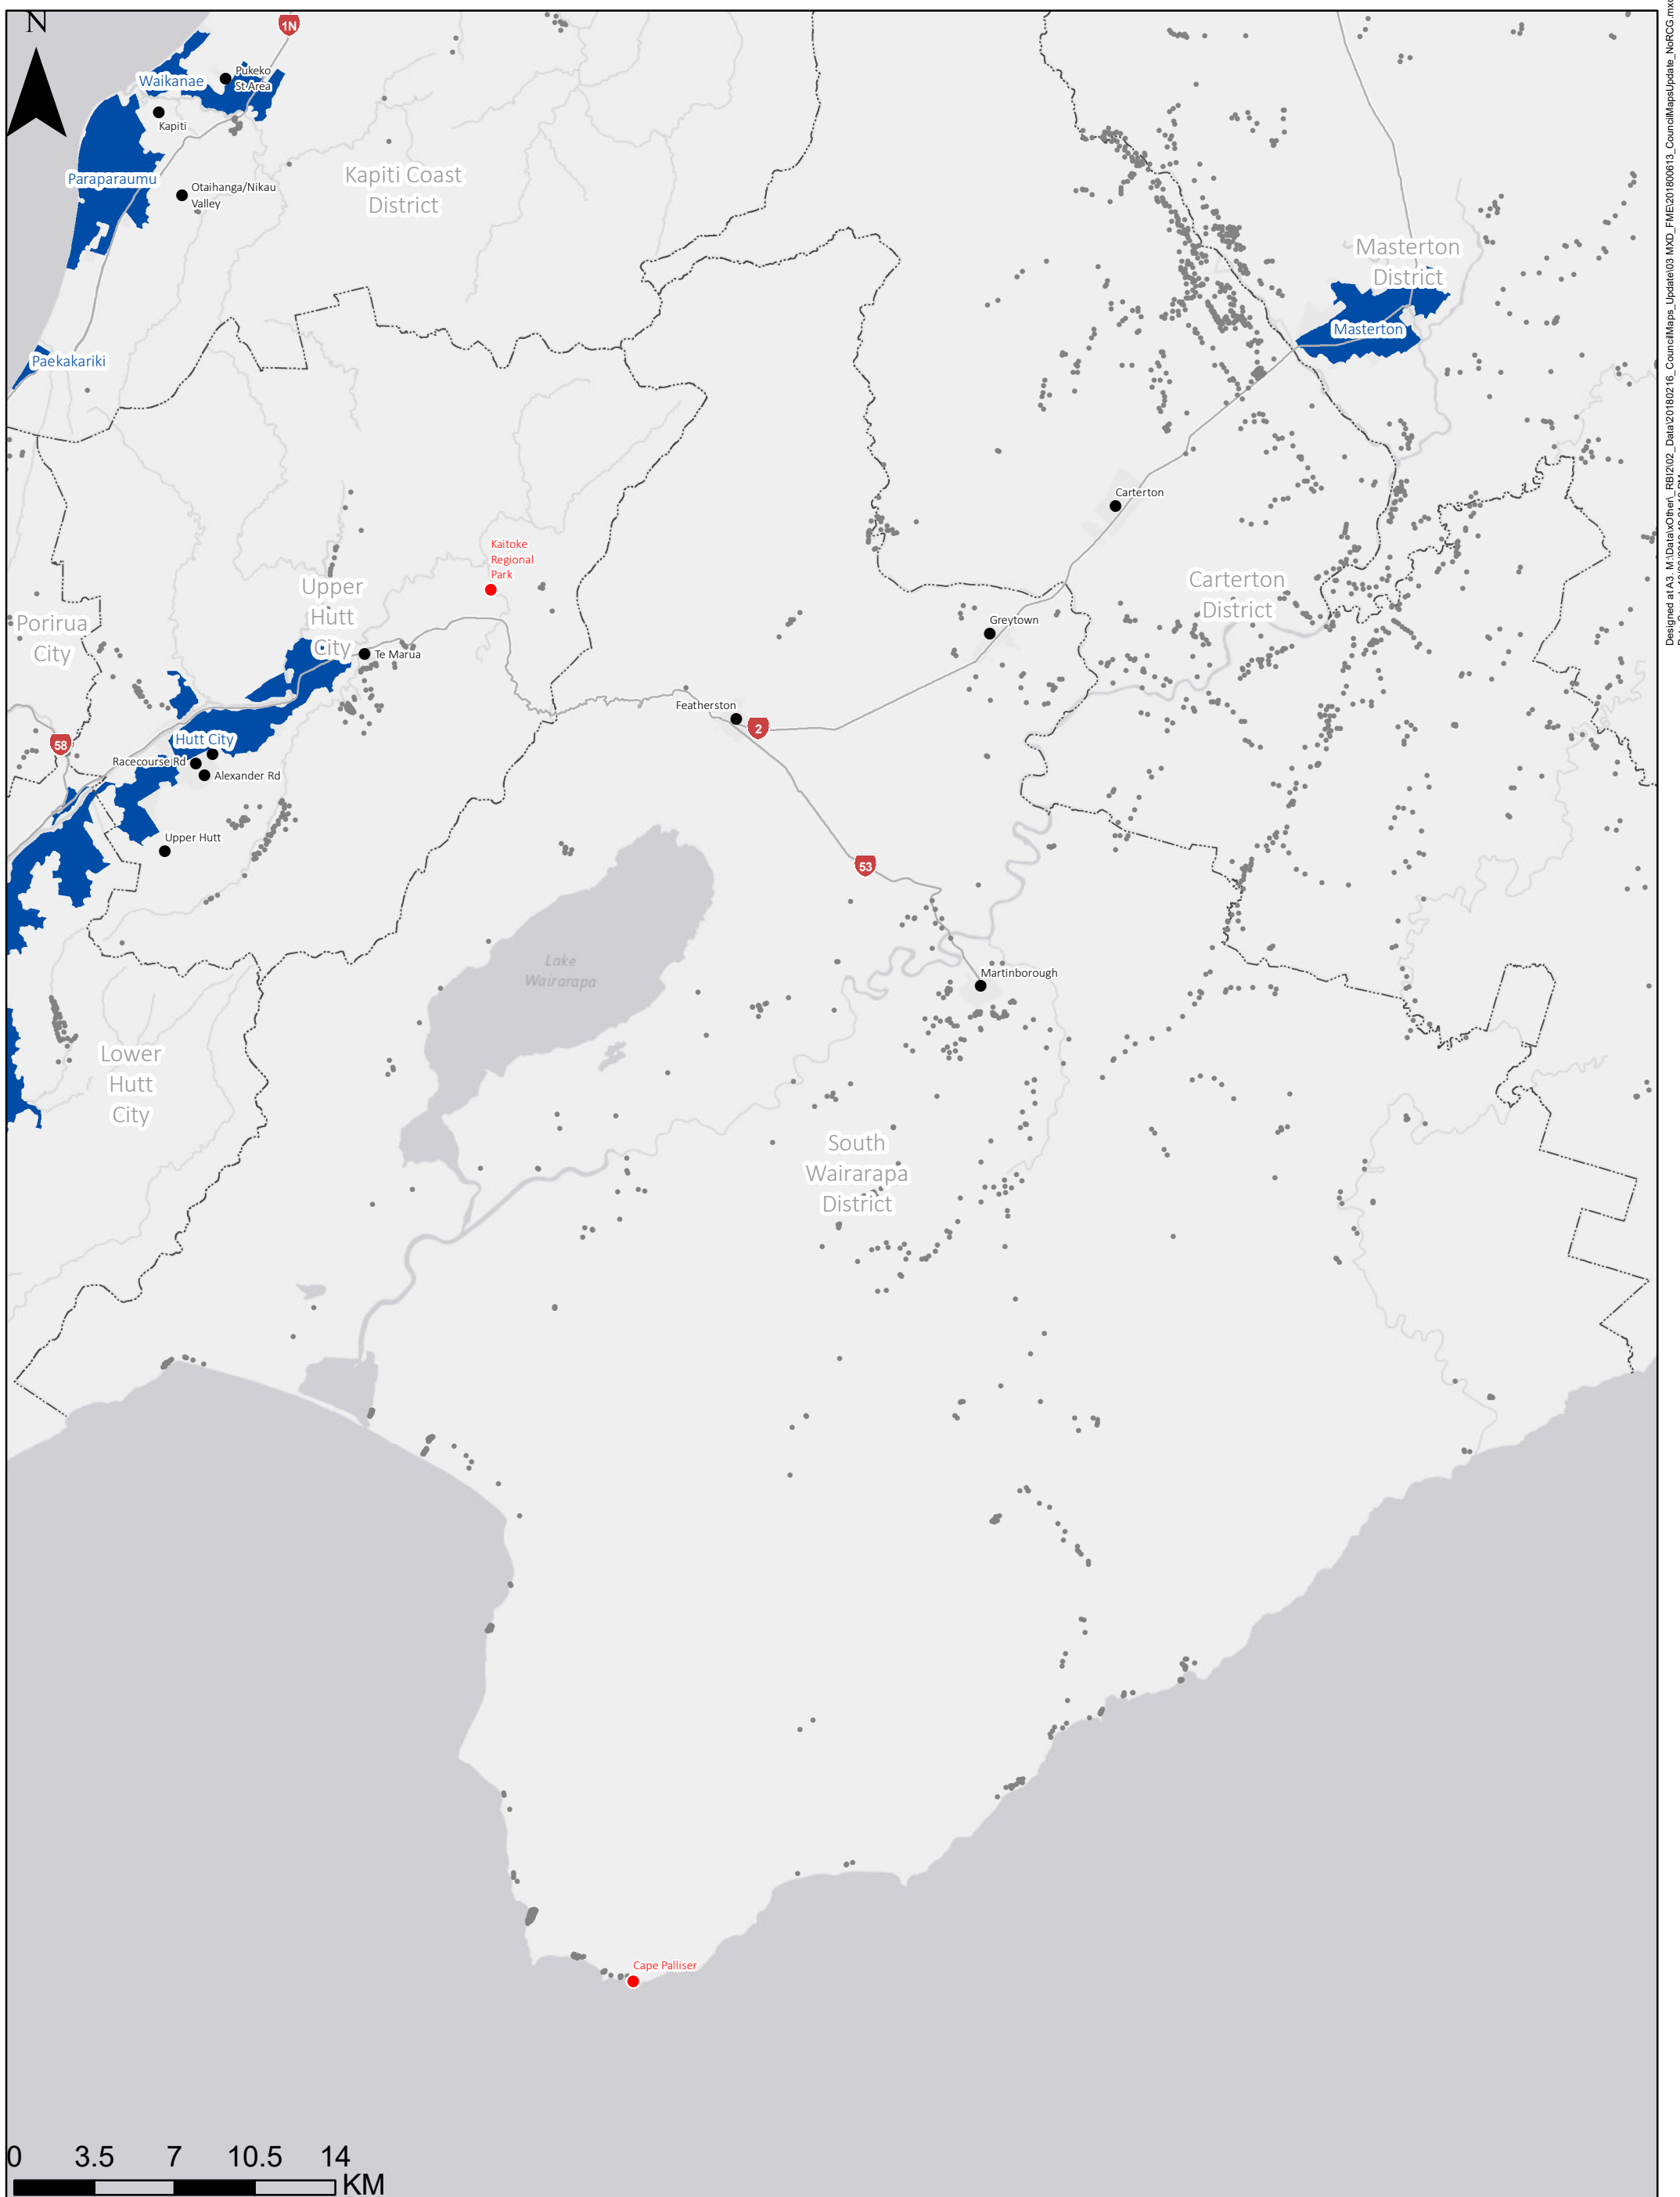 N
1N
Pukeko
St Area
Waikanae
Kapiti
Paraparaumu
Otaihanga/Nikau
Valley
Kapiti Coast
District
Masterton
District
Masterton
Paekakariki
Carterton
Kaitoke
Regional
Park
Upper
Hutt
City
Carterton
District
Porirua
City
Greytown
Te Marua
Featherston
2
58
Hutt City
Racecourse Rd
Alexander Rd
Upper Hutt
53
Lake
Wairarapa
Martinborough
Lower
Hutt
City
South
Wairarapa
District
Cape Palliser
0 3.5 7 10.5 14
KM